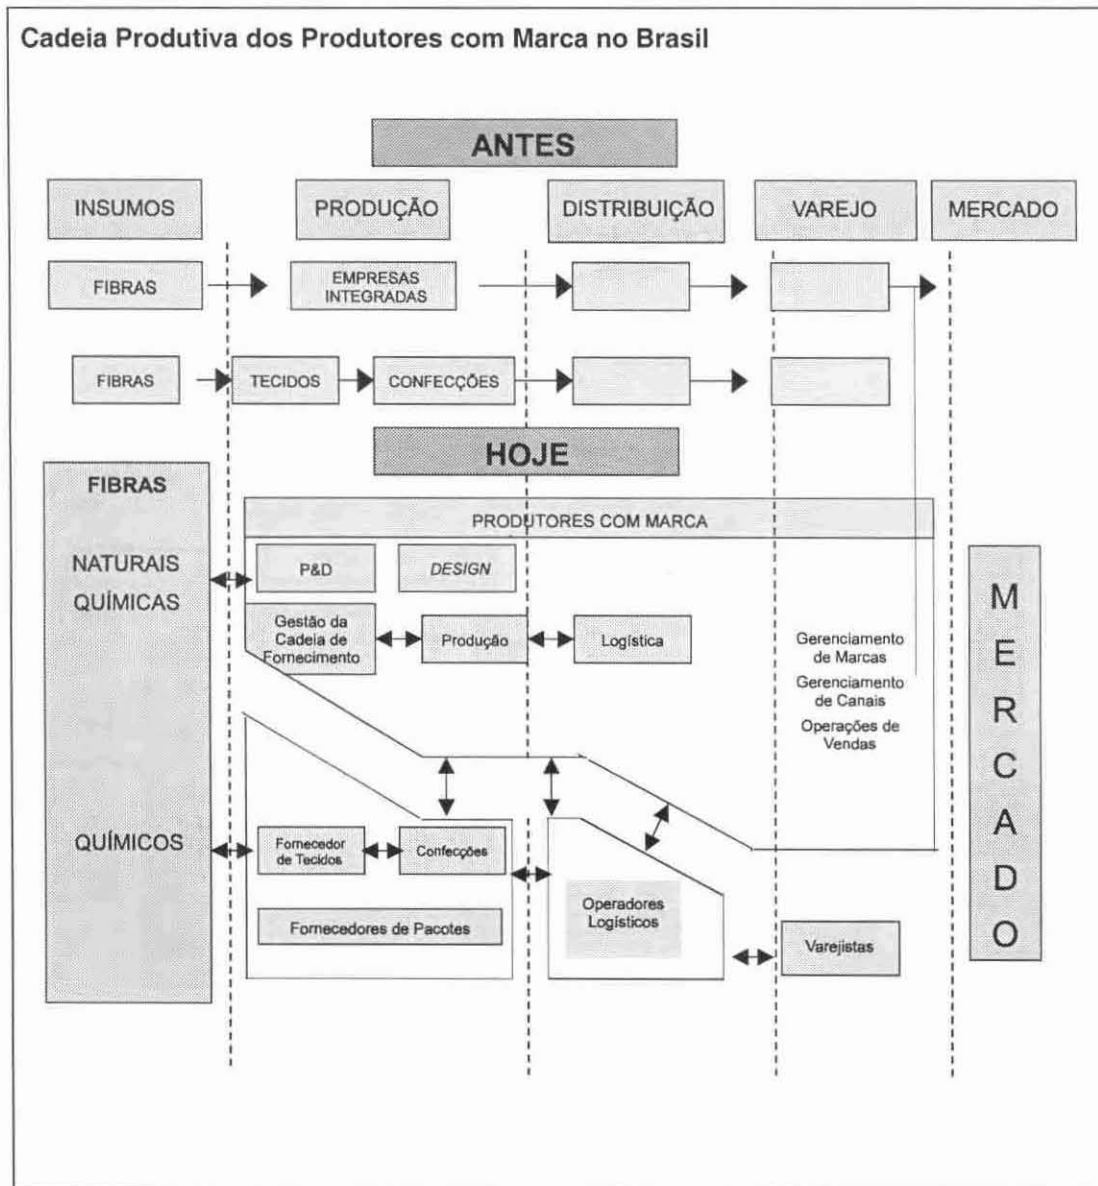 Cadeia Produtiva dos Produtores com Marca no Brasil
ANTES
INSUMOS
PRODUÇÃO
DISTRIBUIÇÃO
VAREJO
MERCADO
FIBRAS
EMPRESAS
INTEGRADAS
FIBRAS
TECIDOS
CONFECÇÕES
HOJE
FIBRAS
NATURAIS
QUÍMICAS
QUÍMICOS
PRODUTORES COM MARCA
P&D
DESIGN
Gestão da
Cadeia de
Fornecimento
Produção
Logística
Gerenciamento
de Marcas
Gerenciamento
de Canais
Operações de
Vendas
Fornecedor
de Tecidos
Confecções
Fornecedores de Pacotes
Operadores
Logísticos
Varejistas
M
E
R
C
A
D
O